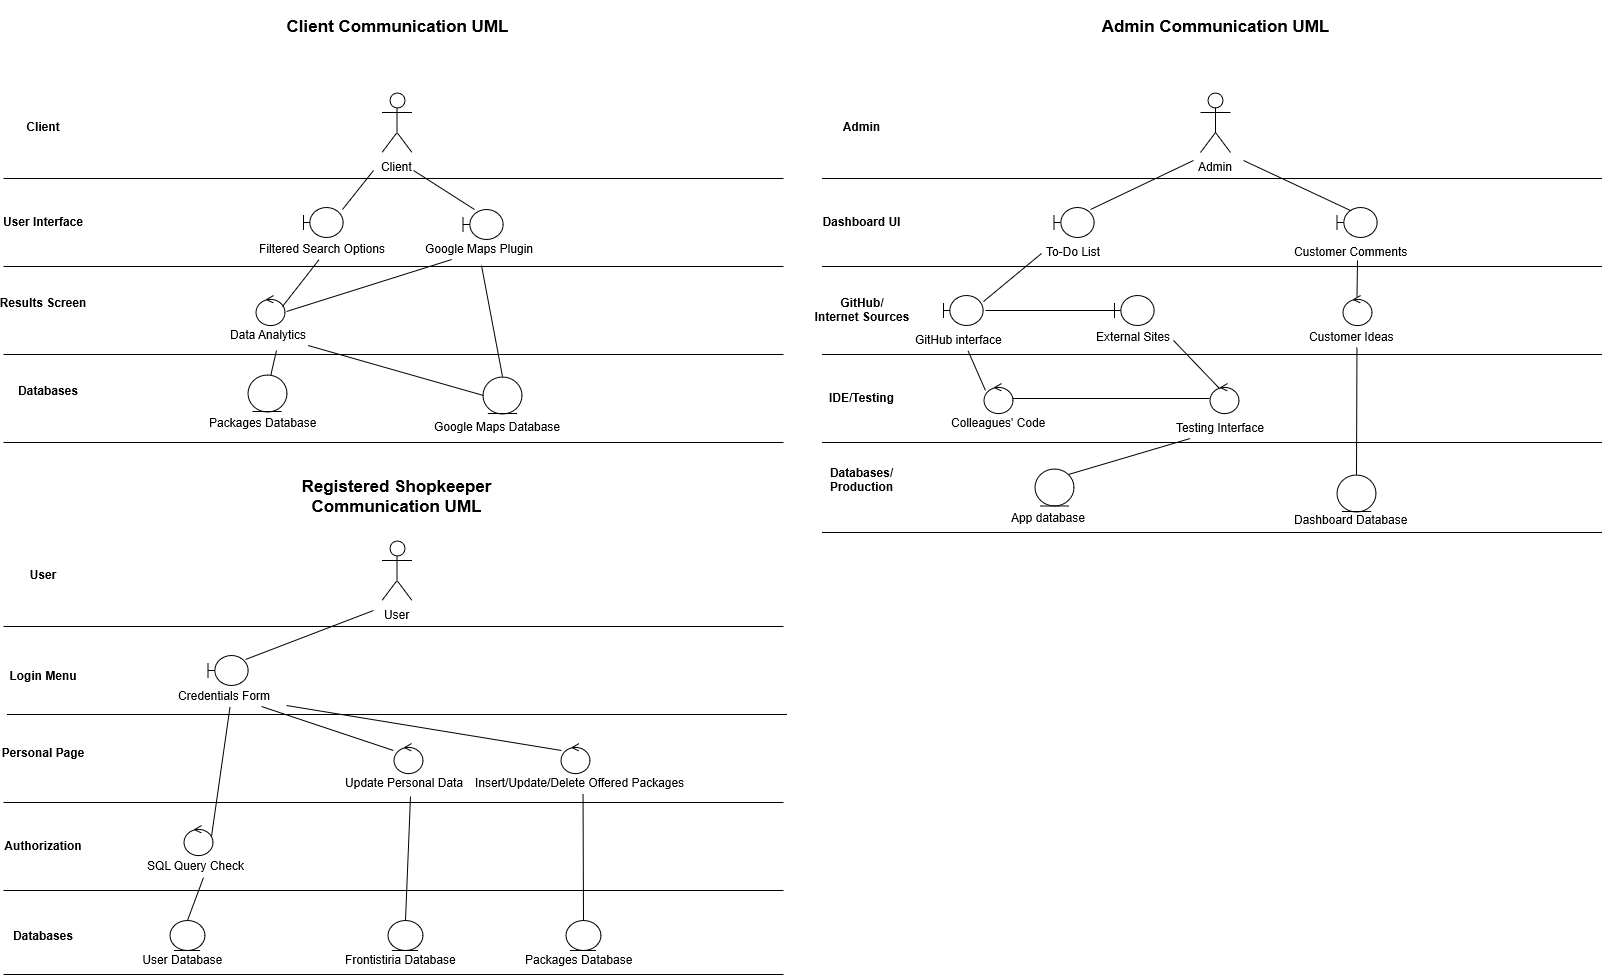 Client Communication UML
Client
Client
User Interface
Filtered Search Options
Google Maps Plugin
Results Screen
Data Analytics
Databases
Packages Database
Google Maps Database
Registered Shopkeeper
Communication UML
User
User
Login Menu
Credentials Form
Personal Page
Update Personal Data
Insert/Update/Delete Offered Packages
Authorization
SQL Query Check
Databases
User Database
Frontistiria Database
Packages Database
Admin Communication UML
Admin
Admin
Dashboard UI
To-Do List
Customer Comments
GitHub/
Internet Sources
GitHub interface
External Sites
Customer Ideas
IDE/Testing
Colleagues' Code
Testing Interface
Databases/
Production
App database
Dashboard Database